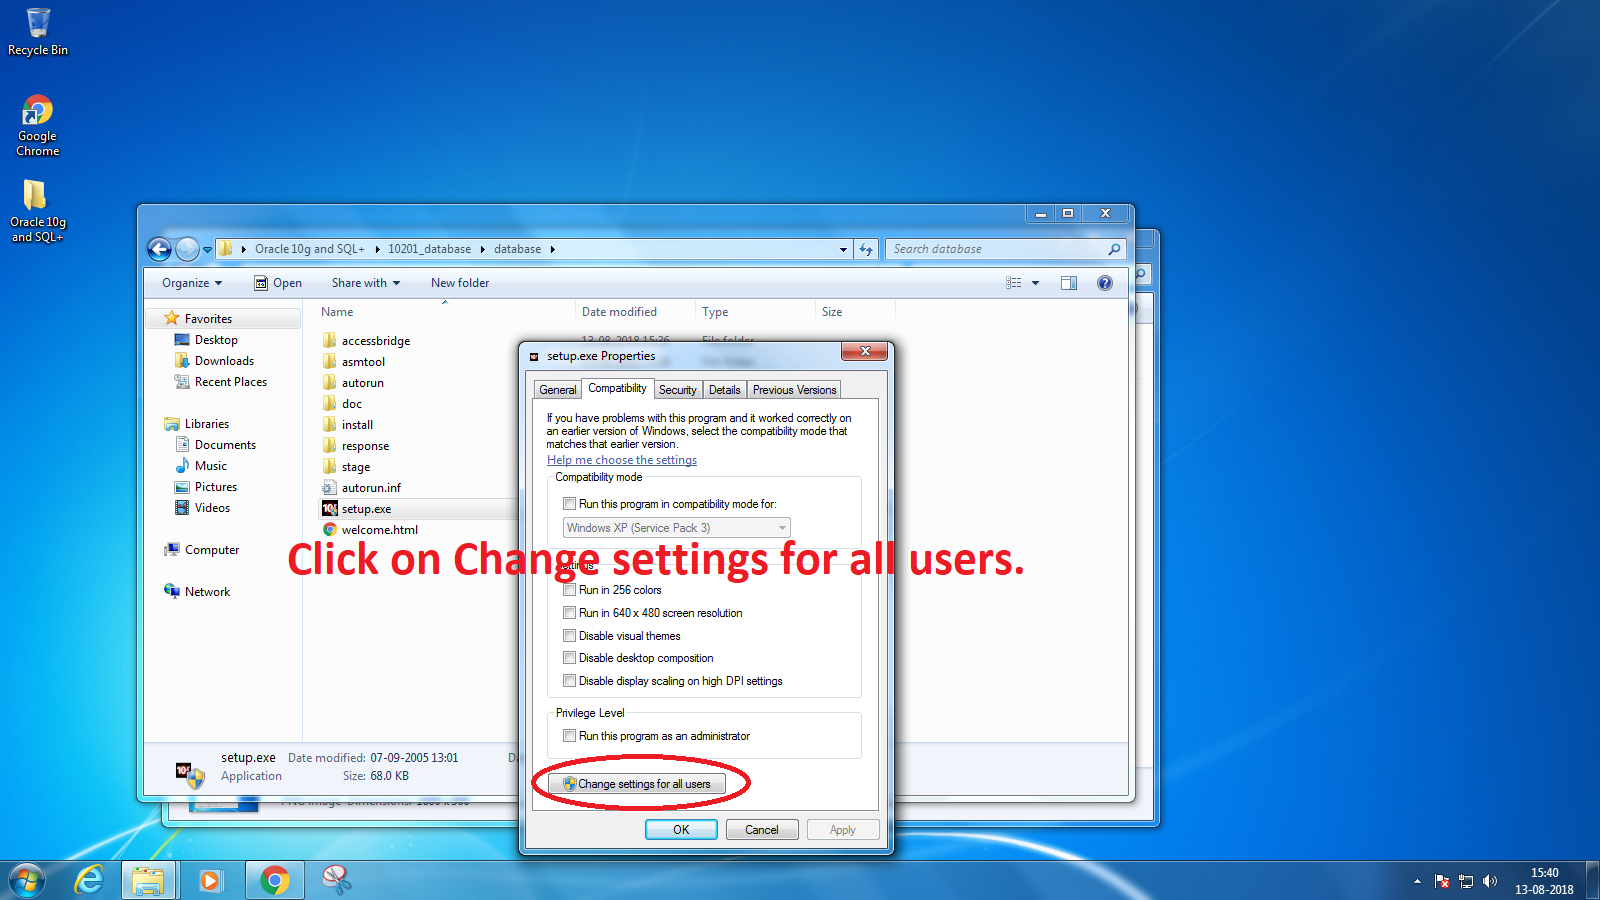 Recycle Bin
Google
Chrome
Oracle 10g
and SQL+
Oracle 10g and SQL+
10201_database
database
Search database
Organize
Open
Share with
New folder
Name
Date modified
Type
Size
Favorites
Desktop
Downloads
Recent Places
Libraries
Documents
Music
Pictures
Videos
Computer
Network
accessbridge
asmtool
autorun
doc
install
response
stage
autorun.inf
setup.exe
welcome.html
13-08-2018 15:26
File folder
setup.exe Properties
General
Compatibility
Security
Details
Previous Versions
If you have problems with this program and it worked correctly on
an earlier version of Windows, select the compatibility mode that
matches that earlier version.
Help me choose the settings
Compatibility mode
Run this program in compatibility mode for:
Windows XP (Service Pack 3)
Click on Change settings for all users.
Settings
Run in 256 colors
Run in 640 x 480 screen resolution
Disable visual themes
Disable desktop composition
Disable display scaling on high DPI settings
Privilege Level
Run this program as an administrator
Change settings for all users
OK
Cancel
Apply
setup.exe
Date modified: 07-09-2005 13:01
Application
Size: 68.0 KB
15:40
13-08-2018